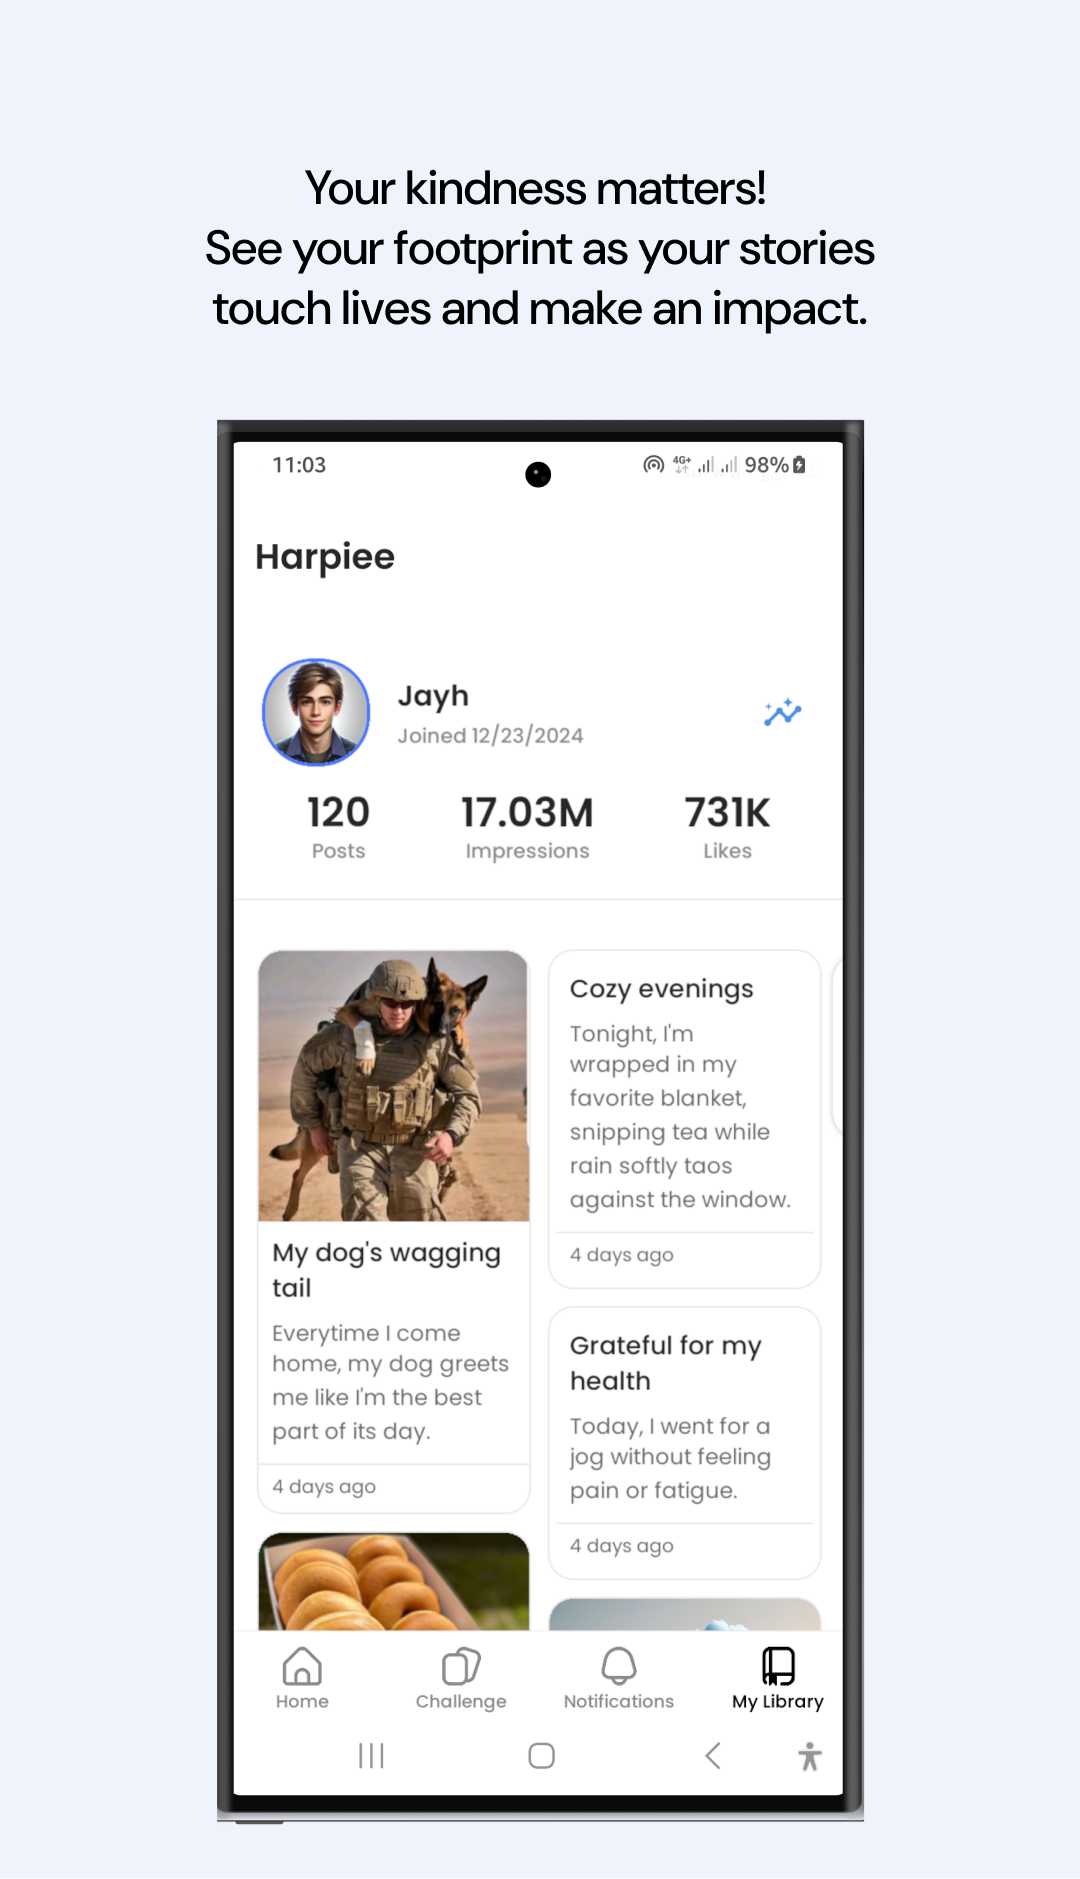 Your kindness matters!
See your footprint as your stories
touch lives and make an impact.
11:03
4G+
98%
Harpiee
Jayh
Joined 12/23/2024
120
17.03M
731K
Posts
Impressions
Likes
My dog's wagging
tail
Everytime I come
home, my dog greets
me like I'm the best
part of its day.
4 days ago
Cozy evenings
Tonight, I'm
wrapped in my
favorite blanket,
snipping tea while
rain softly taos
against the window.
4 days ago
Grateful for my
health
Today, I went for a
jog without feeling
pain or fatigue.
4 days ago
Home
Challenge
Notifications
My Library